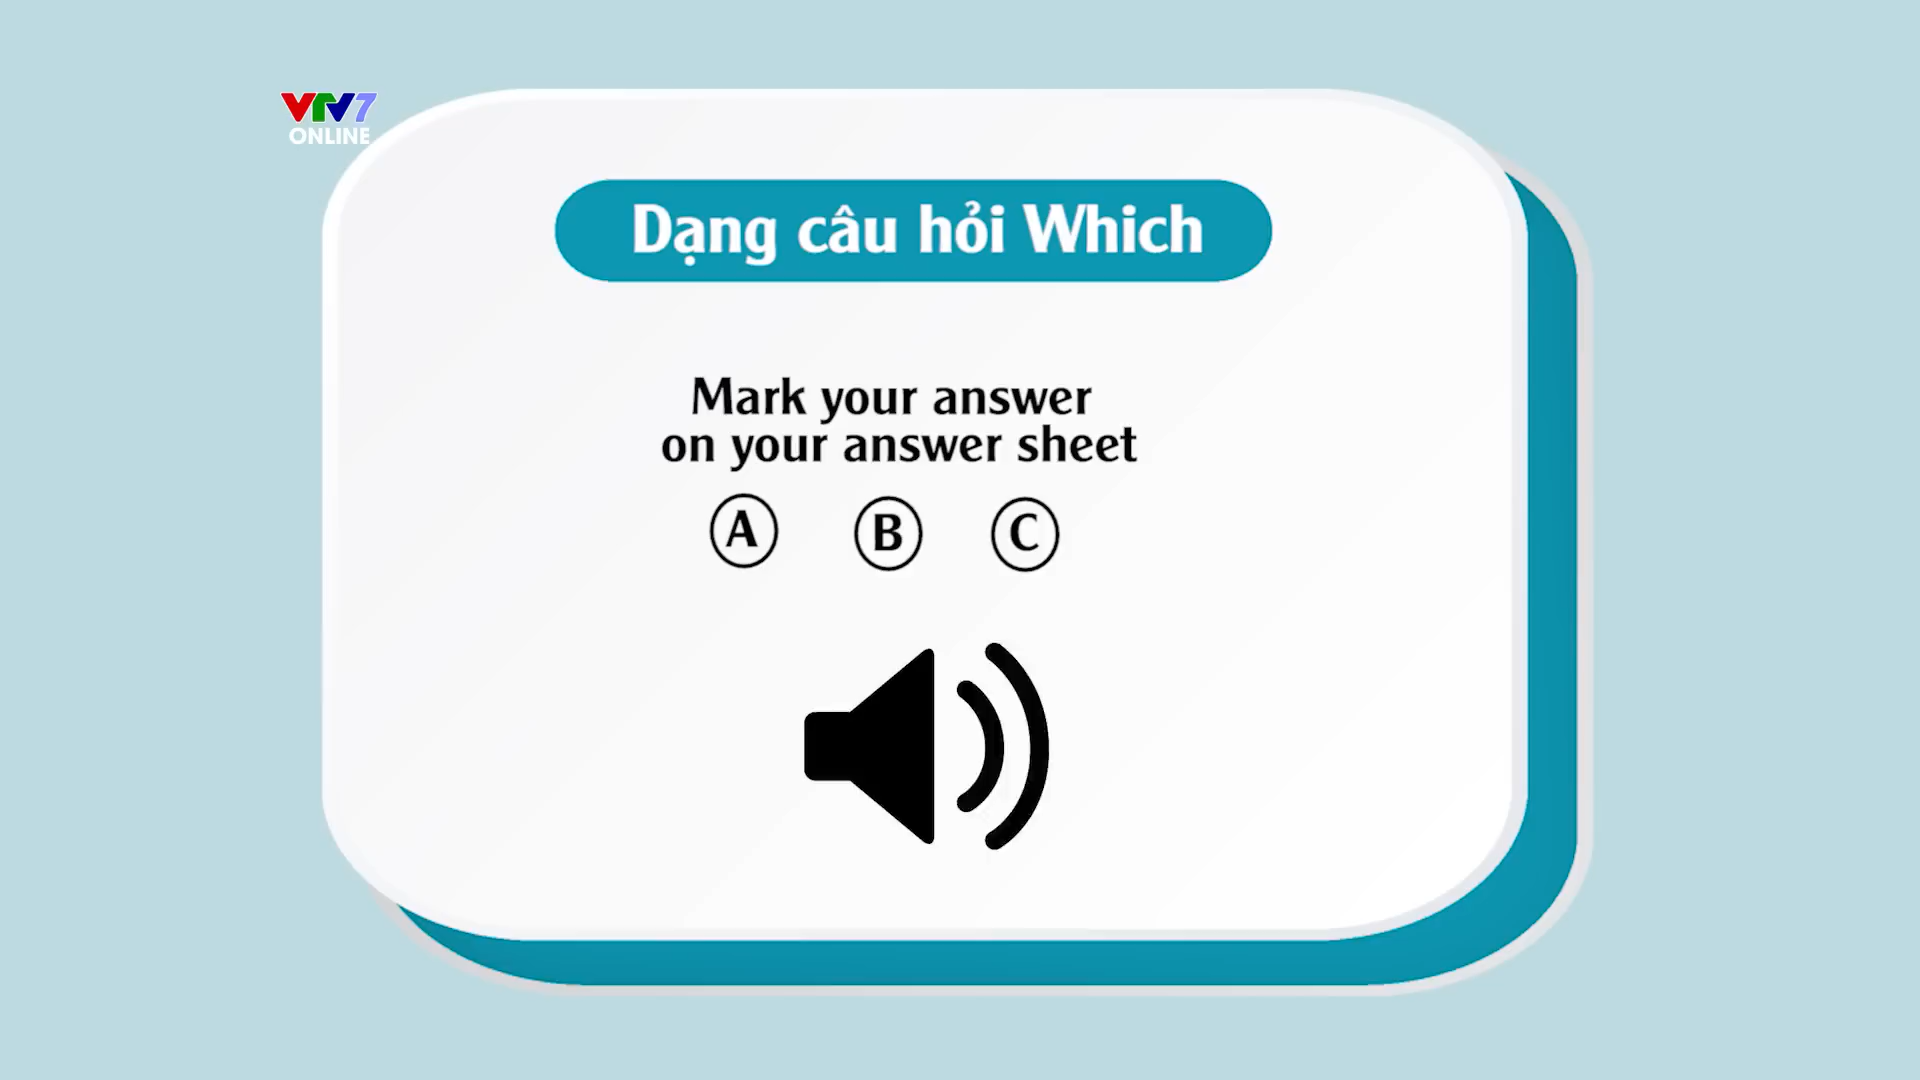 VTV7
ONLINE
Dạng câu hỏi Which
Mark your answer
on your answer sheet
A B C